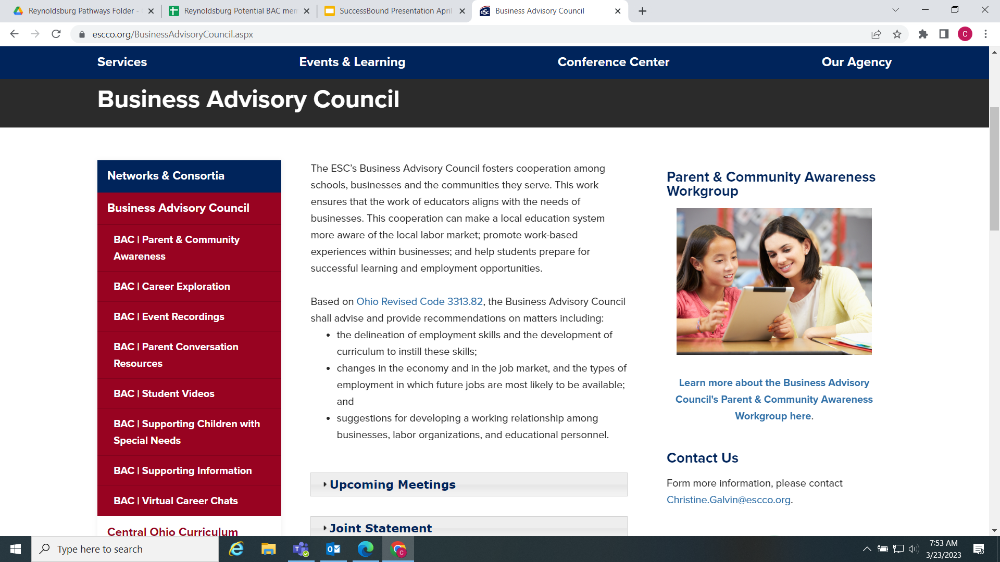 Reynoldsburg Pathways Folder -
Reynoldsburg Potential BAC mem
SuccessBound Presentation April
Business Advisory Council
escco.org/BusinessAdvisoryCouncil.aspx
C
Services
Events & Learning
Conference Center
Our Agency
Business Advisory Council
Networks & Consortia
Business Advisory Council
BAC | Parent & Community
Awareness
BAC | Career Exploration
BAC | Event Recordings
BAC | Parent Conversation
Resources
BAC | Student Videos
BAC | Supporting Children with
Special Needs
BAC | Supporting Information
BAC | Virtual Career Chats
Central Ohio Curriculum
The ESC’s Business Advisory Council fosters cooperation among
schools, businesses and the communities they serve. This work
ensures that the work of educators aligns with the needs of
businesses. This cooperation can make a local education system
more aware of the local labor market; promote work-based
experiences within businesses; and help students prepare for
successful learning and employment opportunities.
Based on Ohio Revised Code 3313.82, the Business Advisory Council
shall advise and provide recommendations on matters including:
• the delineation of employment skills and the development of
curriculum to instill these skills;
• changes in the economy and in the job market, and the types of
employment in which future jobs are most likely to be available;
and
• suggestions for developing a working relationship among
businesses, labor organizations, and educational personnel.
Upcoming Meetings
Joint Statement
Parent & Community Awareness
Workgroup
Learn more about the Business Advisory
Council's Parent & Community Awareness
Workgroup here.
Contact Us
Form more information, please contact
Christine.Galvin@escco.org.
Type here to search
7:53 AM
3/23/2023